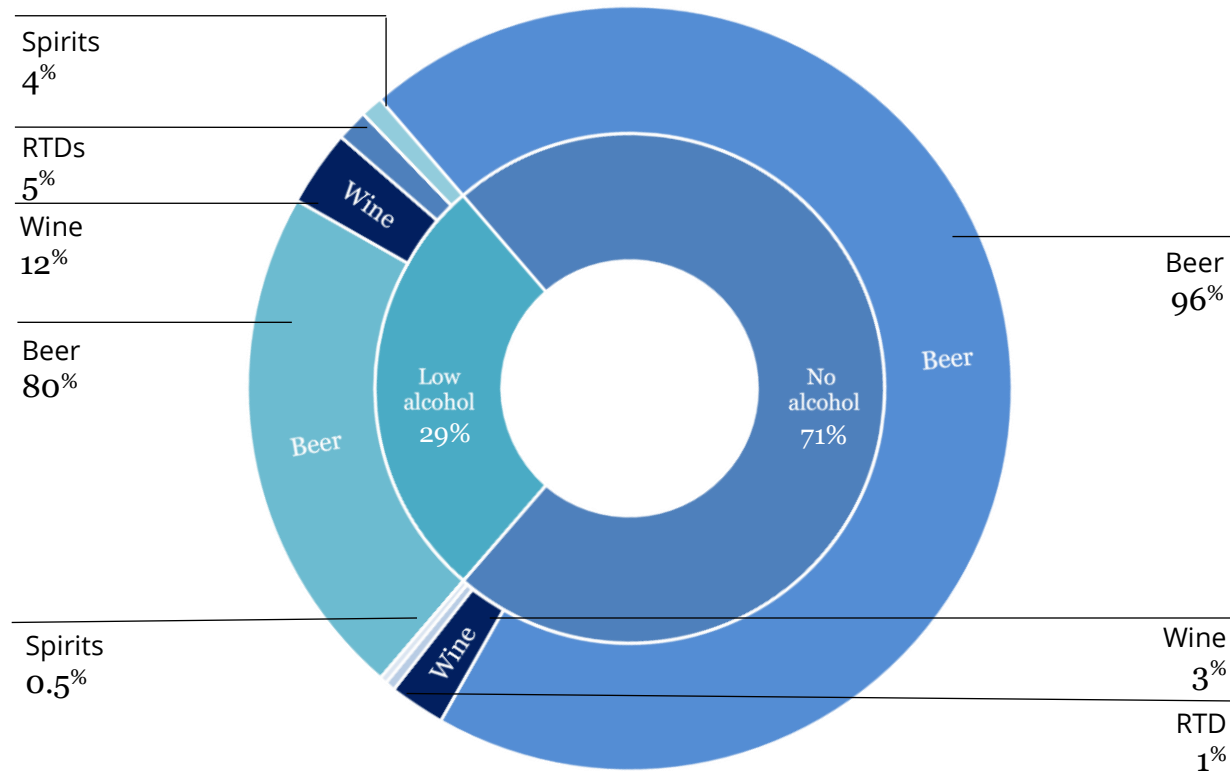 Spirits
4%
RTDs
5%
Wine
12%
Beer
80%
Spirits
0.5%
Wine
Beer
Low
alcohol
29%
No
alcohol
71%
Beer
Wine
Beer
96%
Wine
3%
RTD
1%